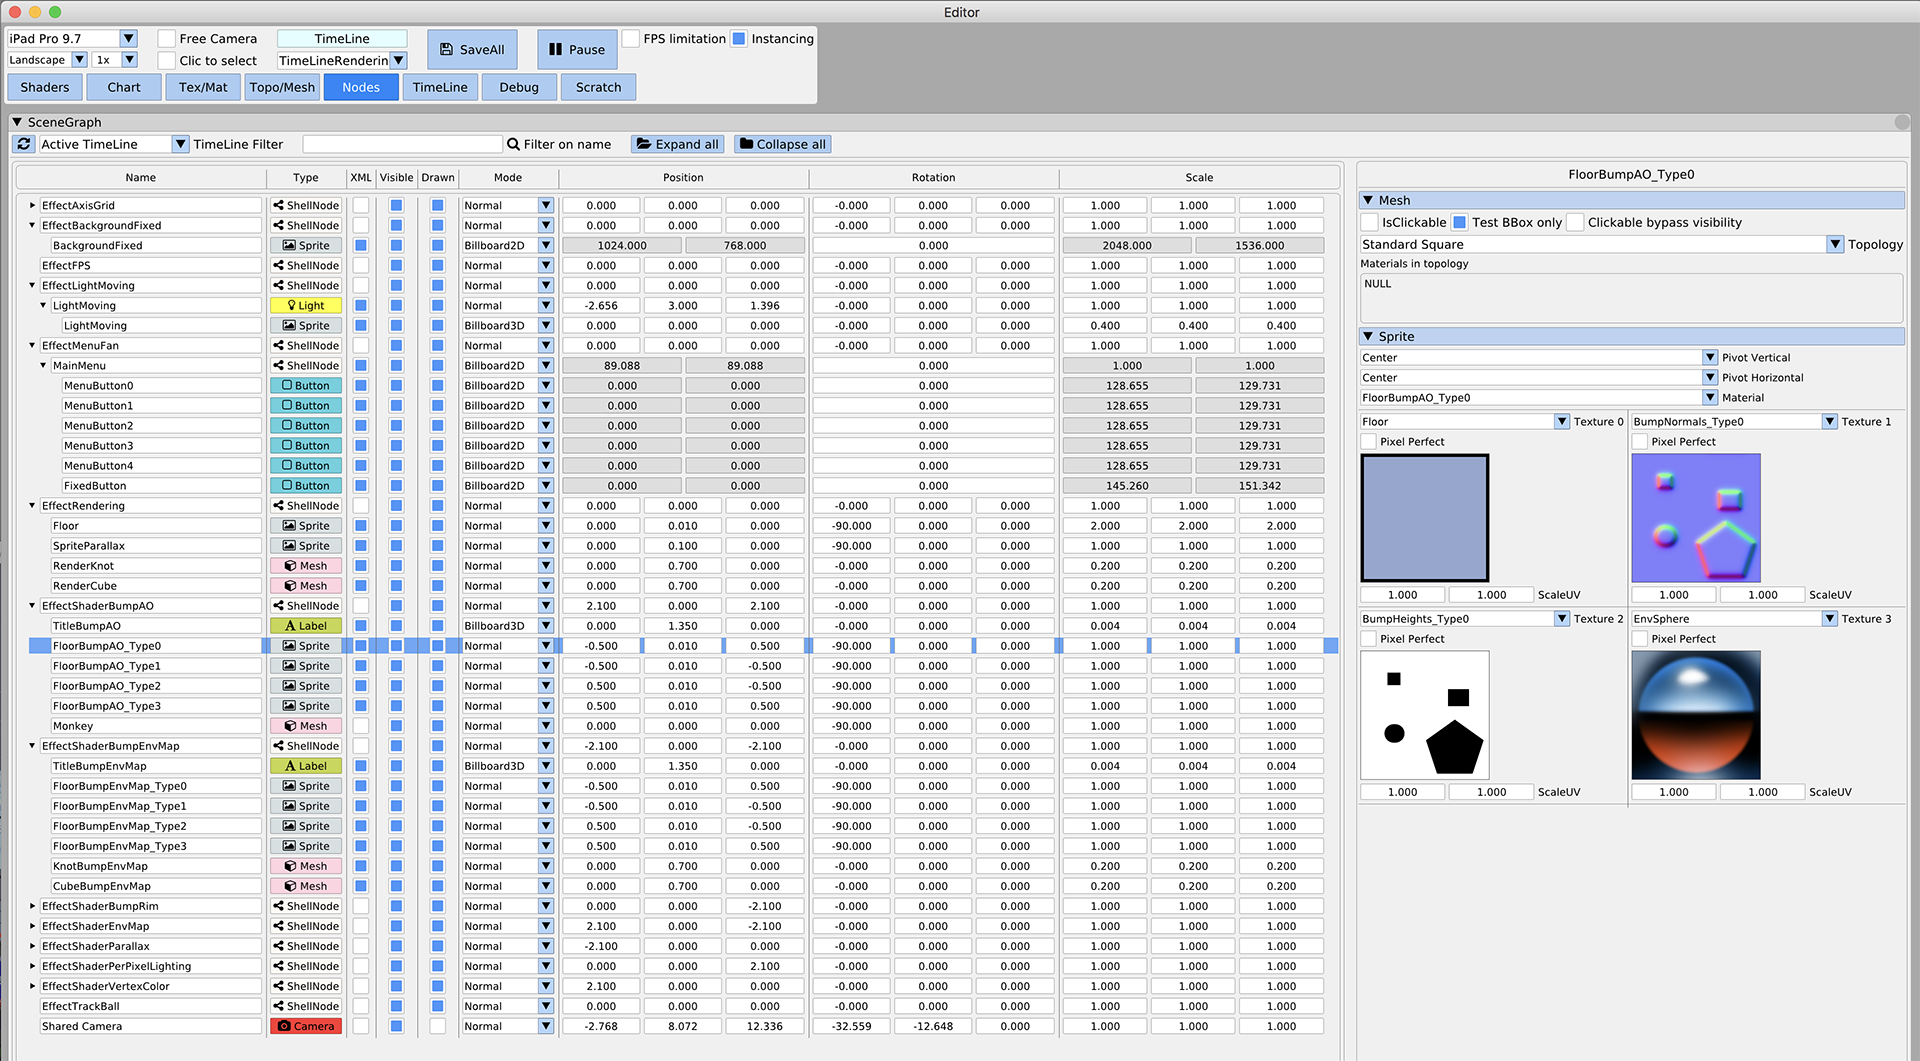 Editor
iPad Pro 9.7 Free Camera TimeLine SaveAll Pause FPS limitation Instancing
Landscape 1x Clic to select TimeLineRenderin
Shaders Chart Tex/Mat Topo/Mesh Nodes TimeLine Debug Scratch
SceneGraph
Active TimeLine TimeLine Filter Filter on name Expand all Collapse all
Name Type XML Visible Drawn Mode Position Rotation Scale
EffectAxisGrid ShellNode Normal 0.000 0.000 0.000 -0.000 0.000 0.000 1.000 1.000 1.000
EffectBackgroundFixed ShellNode Normal 0.000 0.000 0.000 -0.000 0.000 0.000 1.000 1.000 1.000
BackgroundFixed Sprite Billboard2D 1024.000 768.000 0.000 2048.000 1536.000
EffectFPS ShellNode Normal 0.000 0.000 0.000 -0.000 0.000 0.000 1.000 1.000 1.000
EffectLightMoving ShellNode Normal 0.000 0.000 0.000 -0.000 0.000 0.000 1.000 1.000 1.000
LightMoving Light Normal -2.656 3.000 1.396 -0.000 0.000 0.000 1.000 1.000 1.000
LightMoving Sprite Billboard3D 0.000 0.000 0.000 -0.000 0.000 0.000 0.400 0.400 0.400
EffectMenuFan ShellNode Normal 0.000 0.000 0.000 -0.000 0.000 0.000 1.000 1.000 1.000
MainMenu ShellNode Billboard2D 89.088 89.088 0.000 1.000 1.000
MenuButton0 Button Billboard2D 0.000 0.000 0.000 128.655 129.731
MenuButton1 Button Billboard2D 0.000 0.000 0.000 128.655 129.731
MenuButton2 Button Billboard2D 0.000 0.000 0.000 128.655 129.731
MenuButton3 Button Billboard2D 0.000 0.000 0.000 128.655 129.731
MenuButton4 Button Billboard2D 0.000 0.000 0.000 128.655 129.731
FixedButton Button Billboard2D 0.000 0.000 0.000 145.260 151.342
EffectRendering ShellNode Normal 0.000 0.000 0.000 -0.000 0.000 0.000 1.000 1.000 1.000
Floor Sprite Normal 0.000 0.010 0.000 -90.000 0.000 0.000 2.000 2.000 2.000
SpriteParallax Sprite Normal 0.000 0.100 0.000 -90.000 0.000 0.000 1.000 1.000 1.000
RenderKnot Mesh Normal 0.000 0.700 0.000 -0.000 0.000 0.000 0.200 0.200 0.200
RenderCube Mesh Normal 0.000 0.700 0.000 -0.000 0.000 0.000 0.200 0.200 0.200
EffectShaderBumpAO ShellNode Normal 2.100 0.000 2.100 -0.000 0.000 0.000 1.000 1.000 1.000
TitleBumpAO A Label Billboard3D 0.000 1.350 0.000 -0.000 0.000 0.000 0.004 0.004 0.004
FloorBumpAO_Type0 Sprite Normal -0.500 0.010 0.500 -90.000 0.000 0.000 1.000 1.000 1.000
FloorBumpAO_Type1 Sprite Normal -0.500 0.010 -0.500 -90.000 0.000 0.000 1.000 1.000 1.000
FloorBumpAO_Type2 Sprite Normal 0.500 0.010 -0.500 -90.000 0.000 0.000 1.000 1.000 1.000
FloorBumpAO_Type3 Sprite Normal 0.500 0.010 0.500 -90.000 0.000 0.000 1.000 1.000 1.000
Monkey Mesh Normal 0.000 0.000 0.000 -90.000 0.000 0.000 1.000 1.000 1.000
EffectShaderBumpEnvMap ShellNode Normal -2.100 0.000 -2.100 -0.000 0.000 0.000 1.000 1.000 1.000
TitleBumpEnvMap A Label Billboard3D 0.000 1.350 0.000 -0.000 0.000 0.000 0.004 0.004 0.004
FloorBumpEnvMap_Type0 Sprite Normal -0.500 0.010 0.500 -90.000 0.000 0.000 1.000 1.000 1.000
FloorBumpEnvMap_Type1 Sprite Normal -0.500 0.010 -0.500 -90.000 0.000 0.000 1.000 1.000 1.000
FloorBumpEnvMap_Type2 Sprite Normal 0.500 0.010 -0.500 -90.000 0.000 0.000 1.000 1.000 1.000
FloorBumpEnvMap_Type3 Sprite Normal 0.500 0.010 0.500 -90.000 0.000 0.000 1.000 1.000 1.000
KnotBumpEnvMap Mesh Normal 0.000 0.700 0.000 -0.000 0.000 0.000 0.200 0.200 0.200
CubeBumpEnvMap Mesh Normal 0.000 0.700 0.000 -0.000 0.000 0.000 0.200 0.200 0.200
EffectShaderBumpRim ShellNode Normal 0.000 0.000 -2.100 -0.000 0.000 0.000 1.000 1.000 1.000
EffectShaderEnvMap ShellNode Normal 2.100 0.000 -2.100 -0.000 0.000 0.000 1.000 1.000 1.000
EffectShaderParallax ShellNode Normal -2.100 0.000 0.000 -0.000 0.000 0.000 1.000 1.000 1.000
EffectShaderPerPixelLighting ShellNode Normal 0.000 0.000 2.100 -0.000 0.000 0.000 1.000 1.000 1.000
EffectShaderVertexColor ShellNode Normal 2.100 0.000 0.000 -0.000 0.000 0.000 1.000 1.000 1.000
EffectTrackBall ShellNode Normal 0.000 0.000 0.000 -0.000 0.000 0.000 1.000 1.000 1.000
Shared Camera Camera Normal -2.768 8.072 12.336 -32.559 -12.648 0.000 1.000 1.000 1.000
FloorBumpAO_Type0
Mesh
IsClickable Test BBox only Clickable bypass visibility
Standard Square Topology
Materials in topology
NULL
Sprite
Center Pivot Vertical
Center Pivot Horizontal
FloorBumpAO_Type0 Material
Floor Texture 0 BumpNormals_Type0 Texture 1
Pixel Perfect Pixel Perfect
1.000 1.000 ScaleUV 1.000 1.000 ScaleUV
BumpHeights_Type0 Texture 2 EnvSphere Texture 3
Pixel Perfect Pixel Perfect
1.000 1.000 ScaleUV 1.000 1.000 ScaleUV